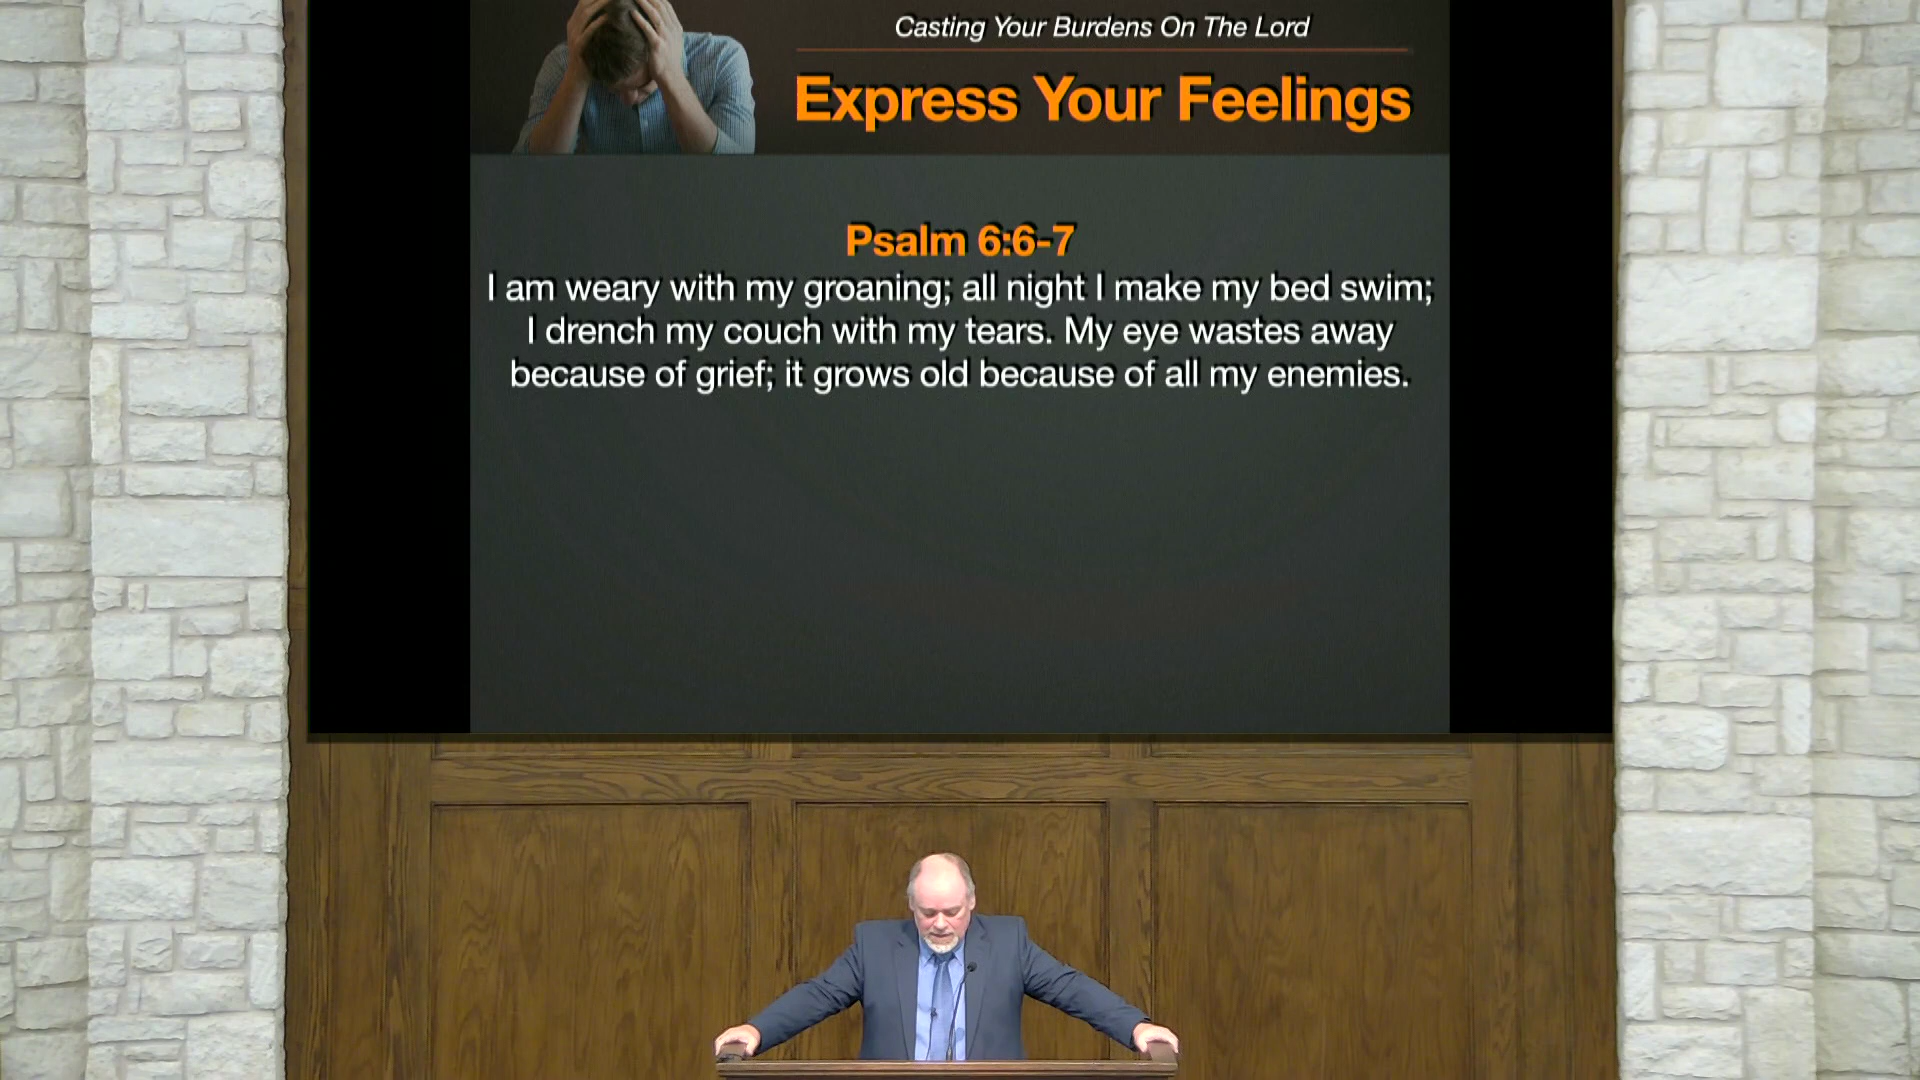 Casting Your Burdens On The Lord
Express Your Feelings
Psalm 6:6-7
I am weary with my groaning; all night I make my bed swim;
I drench my couch with my tears. My eye wastes away
because of grief; it grows old because of all my enemies.